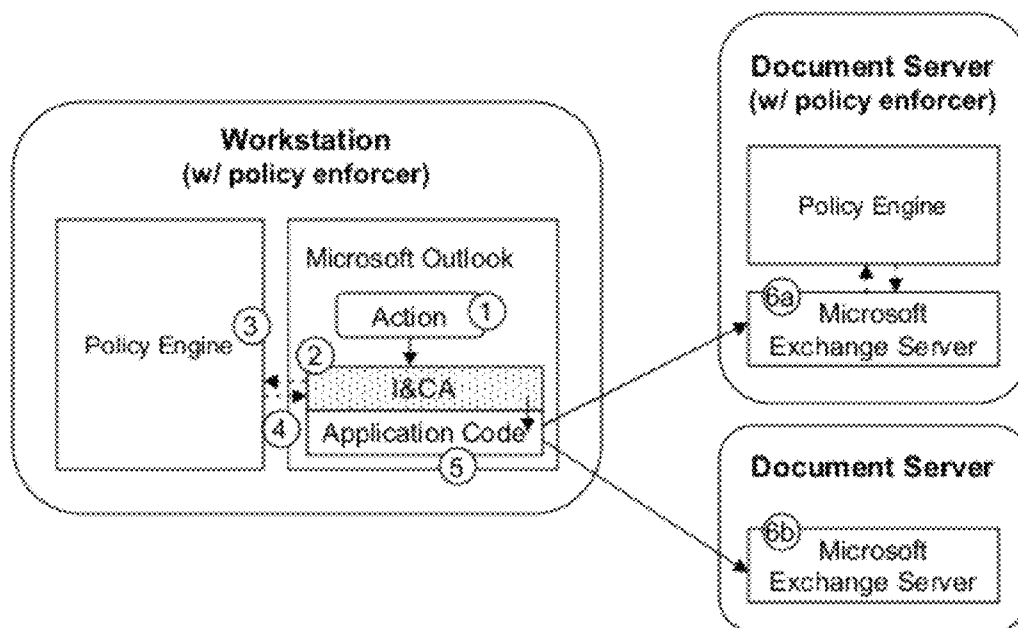 Workstation
(w/ policy enforcer)
Policy Engine
3
Microsoft Outlook
Action
1
2
I&CA
4
Application Code
5
Document Server
(w/ policy enforcer)
Policy Engine
6a
Microsoft
Exchange Server
Document Server
6b
Microsoft
Exchange Server